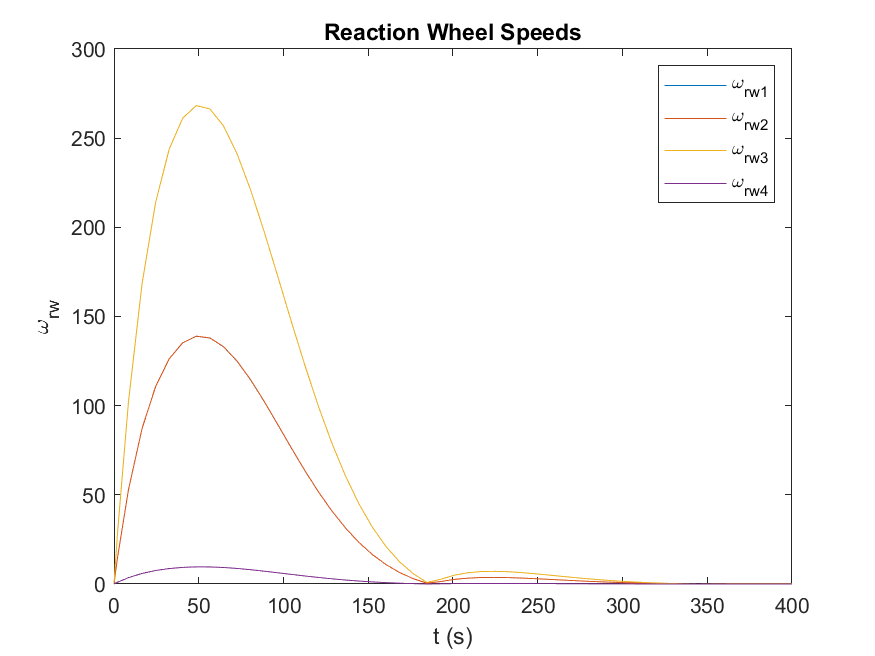 Reaction Wheel Speeds
300
250
200
150
100
50
0
ω_rw
0 50 100 150 200 250 300 350 400
t (s)
ω_rw1
ω_rw2
ω_rw3
ω_rw4